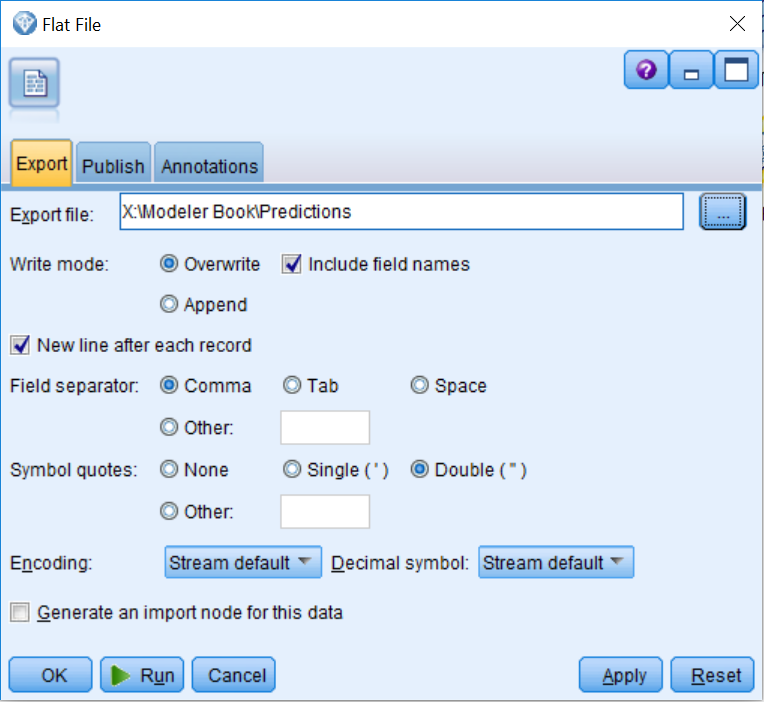 Flat File
Export Publish Annotations
Export file: X:\Modeler Book\Predictions ...
Write mode: Overwrite Include field names
Append
New line after each record
Field separator: Comma Tab Space
Other:
Symbol quotes: None Single ( ' ) Double ( " )
Other:
Encoding: Stream default Decimal symbol: Stream default
Generate an import node for this data
OK Run Cancel Apply Reset